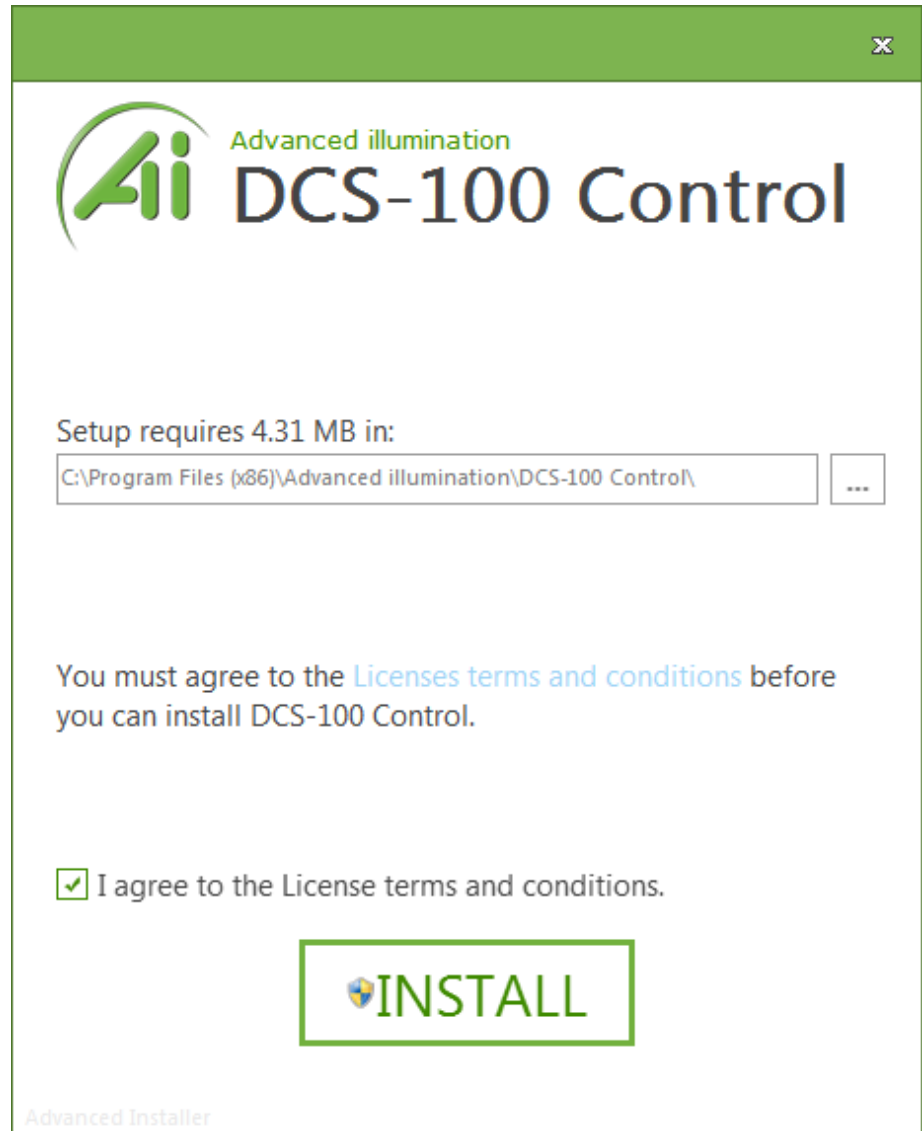 Ai
Advanced illumination
DCS-100 Control
Setup requires 4.31 MB in:
C:\Program Files (x86)\Advanced illumination\DCS-100 Control\
...
You must agree to the Licenses terms and conditions before
you can install DCS-100 Control.
I agree to the License terms and conditions.
INSTALL
Advanced Installer